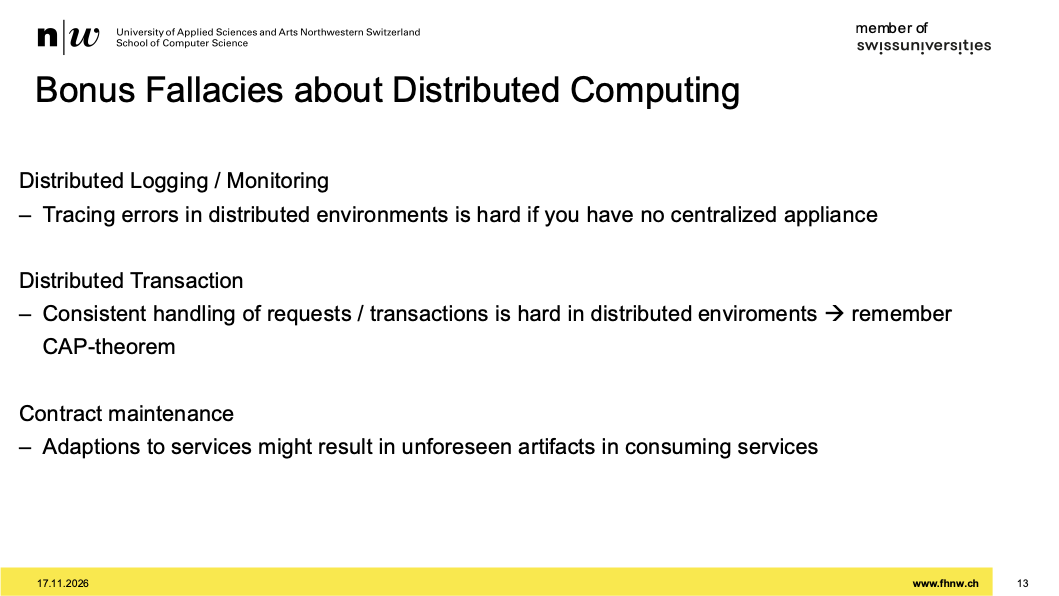 n|w University of Applied Sciences and Arts Northwestern Switzerland
School of Computer Science
member of
swissuniversities
Bonus Fallacies about Distributed Computing
Distributed Logging / Monitoring
– Tracing errors in distributed environments is hard if you have no centralized appliance
Distributed Transaction
– Consistent handling of requests / transactions is hard in distributed enviroments → remember
CAP-theorem
Contract maintenance
– Adaptions to services might result in unforeseen artifacts in consuming services
17.11.2026
www.fhnw.ch
13